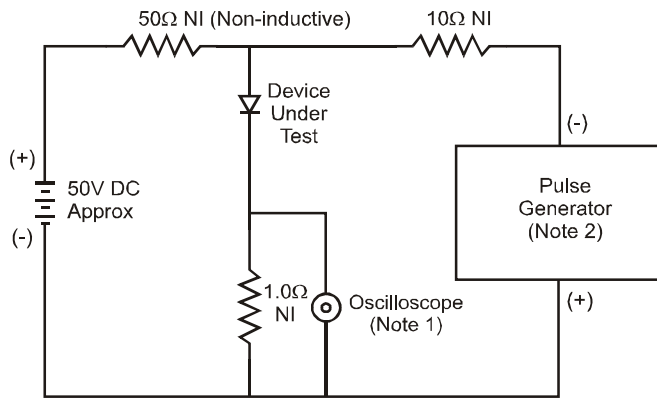 50Ω NI (Non-inductive)
10Ω NI
Device
Under
Test
(-)
(+)
50V DC
Approx
(-)
Pulse
Generator
(Note 2)
1.0Ω
NI
Oscilloscope
(Note 1)
(+)